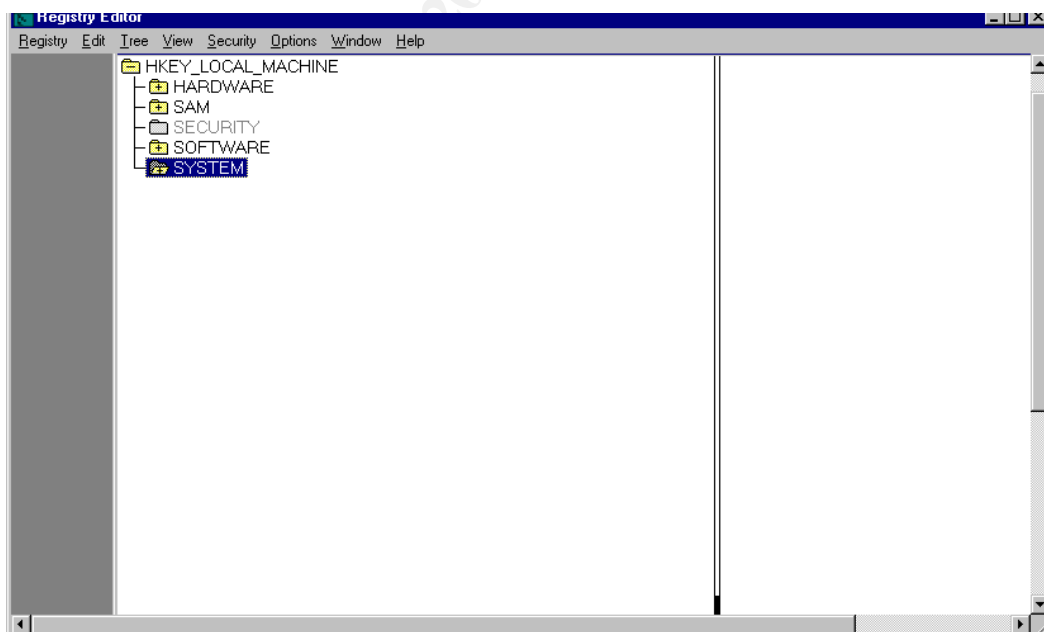 Registry Editor
Registry Edit Tree View Security Options Window Help
HKEY_LOCAL_MACHINE
HARDWARE
SAM
SECURITY
SOFTWARE
SYSTEM